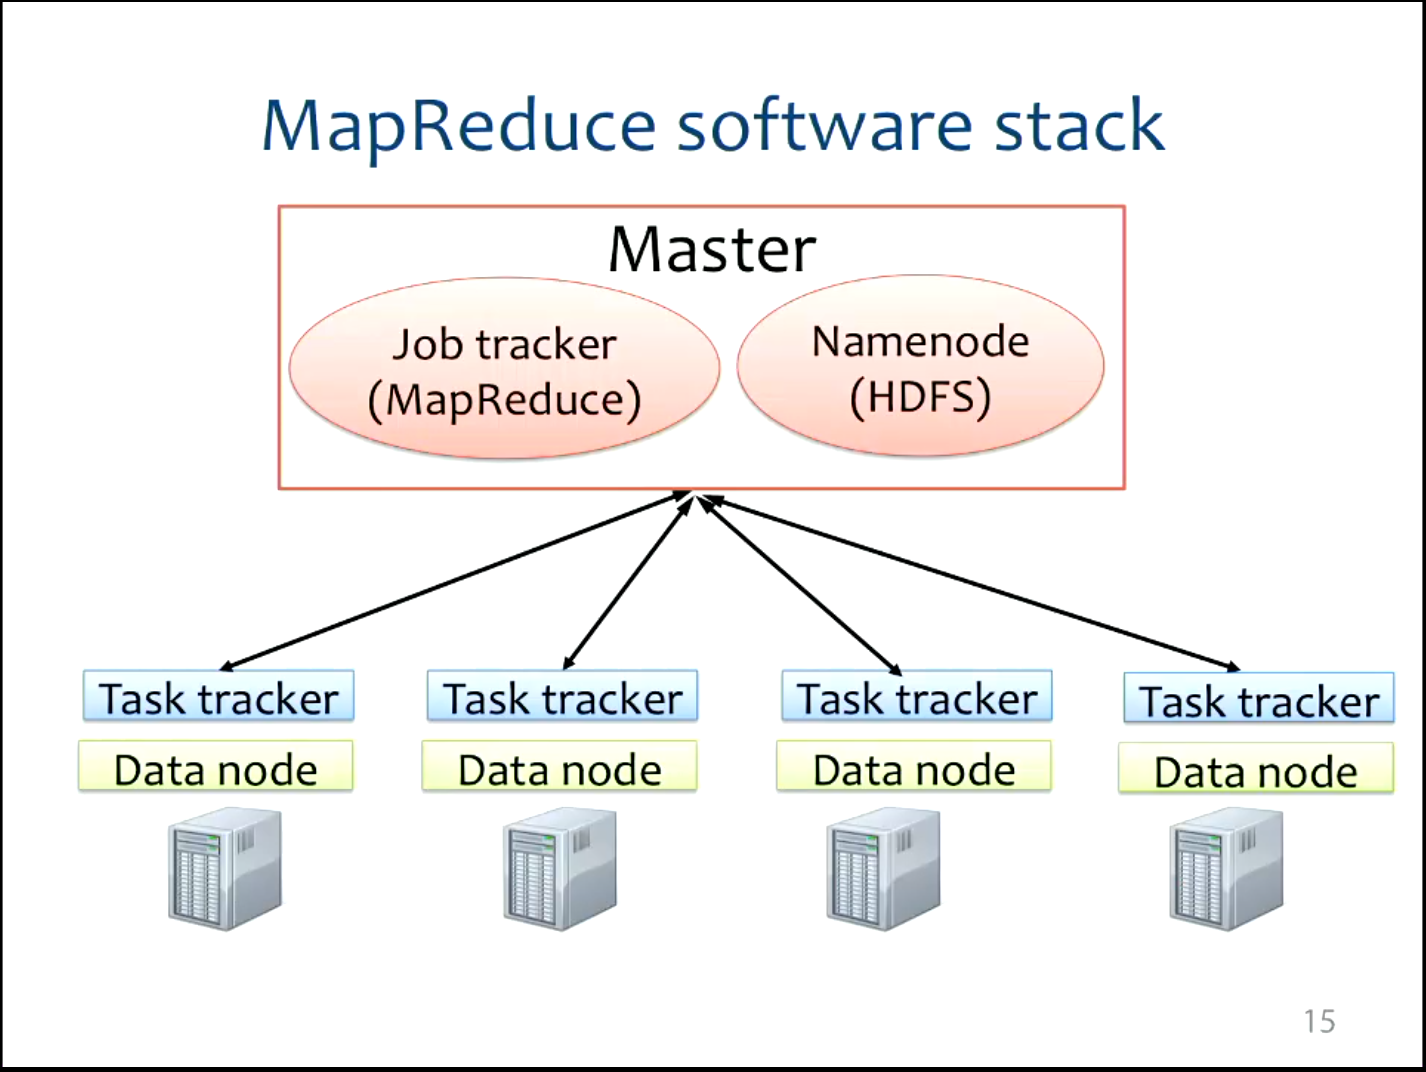 MapReduce software stack
Master
Job tracker
(MapReduce)
Namenode
(HDFS)
Task tracker
Task tracker
Task tracker
Task tracker
Data node
Data node
Data node
Data node
15